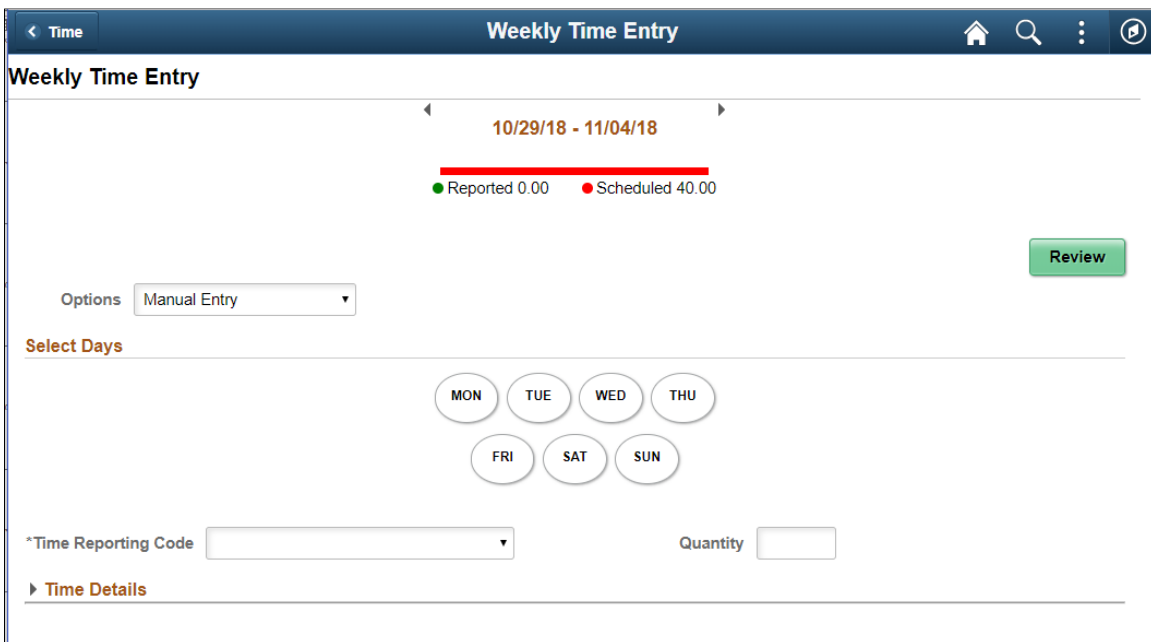 Time
Weekly Time Entry
Weekly Time Entry
10/29/18 - 11/04/18
Reported 0.00 Scheduled 40.00
Review
Options Manual Entry
Select Days
MON TUE WED THU
FRI SAT SUN
*Time Reporting Code Quantity
Time Details